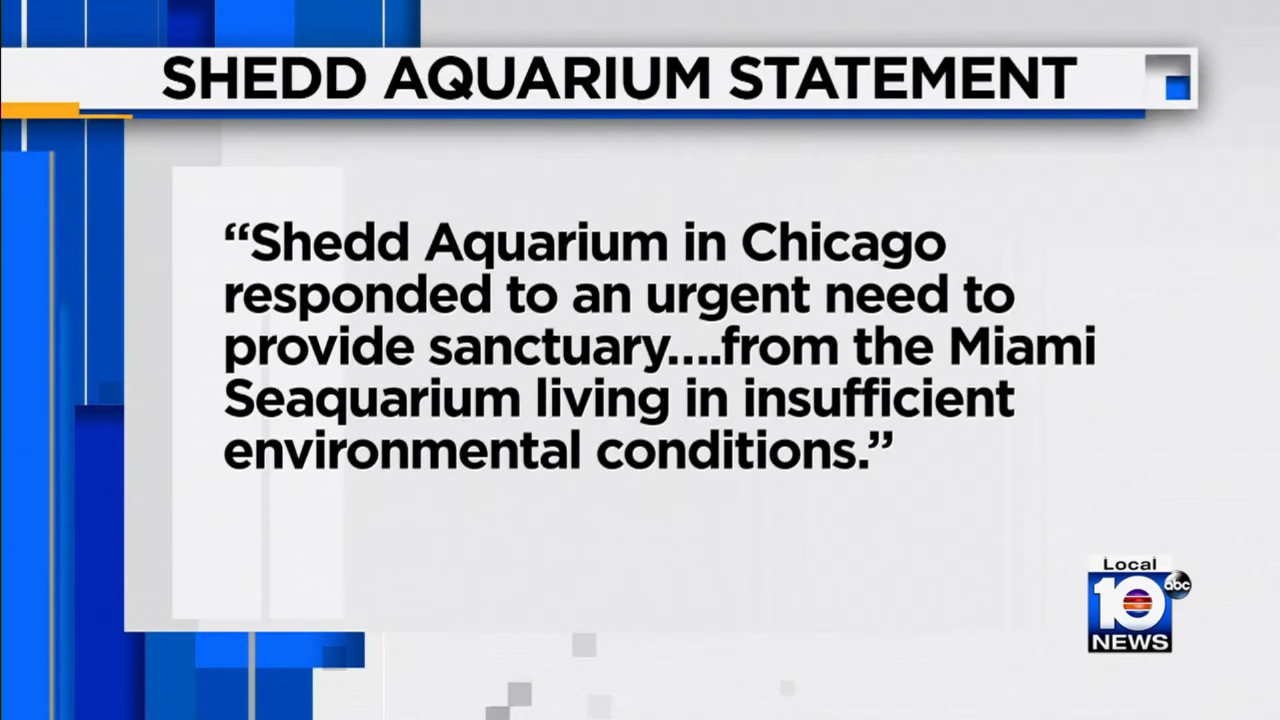 SHEDD AQUARIUM STATEMENT
“Shedd Aquarium in Chicago
responded to an urgent need to
provide sanctuary....from the Miami
Seaquarium living in insufficient
environmental conditions.”
Local
10
abc
NEWS